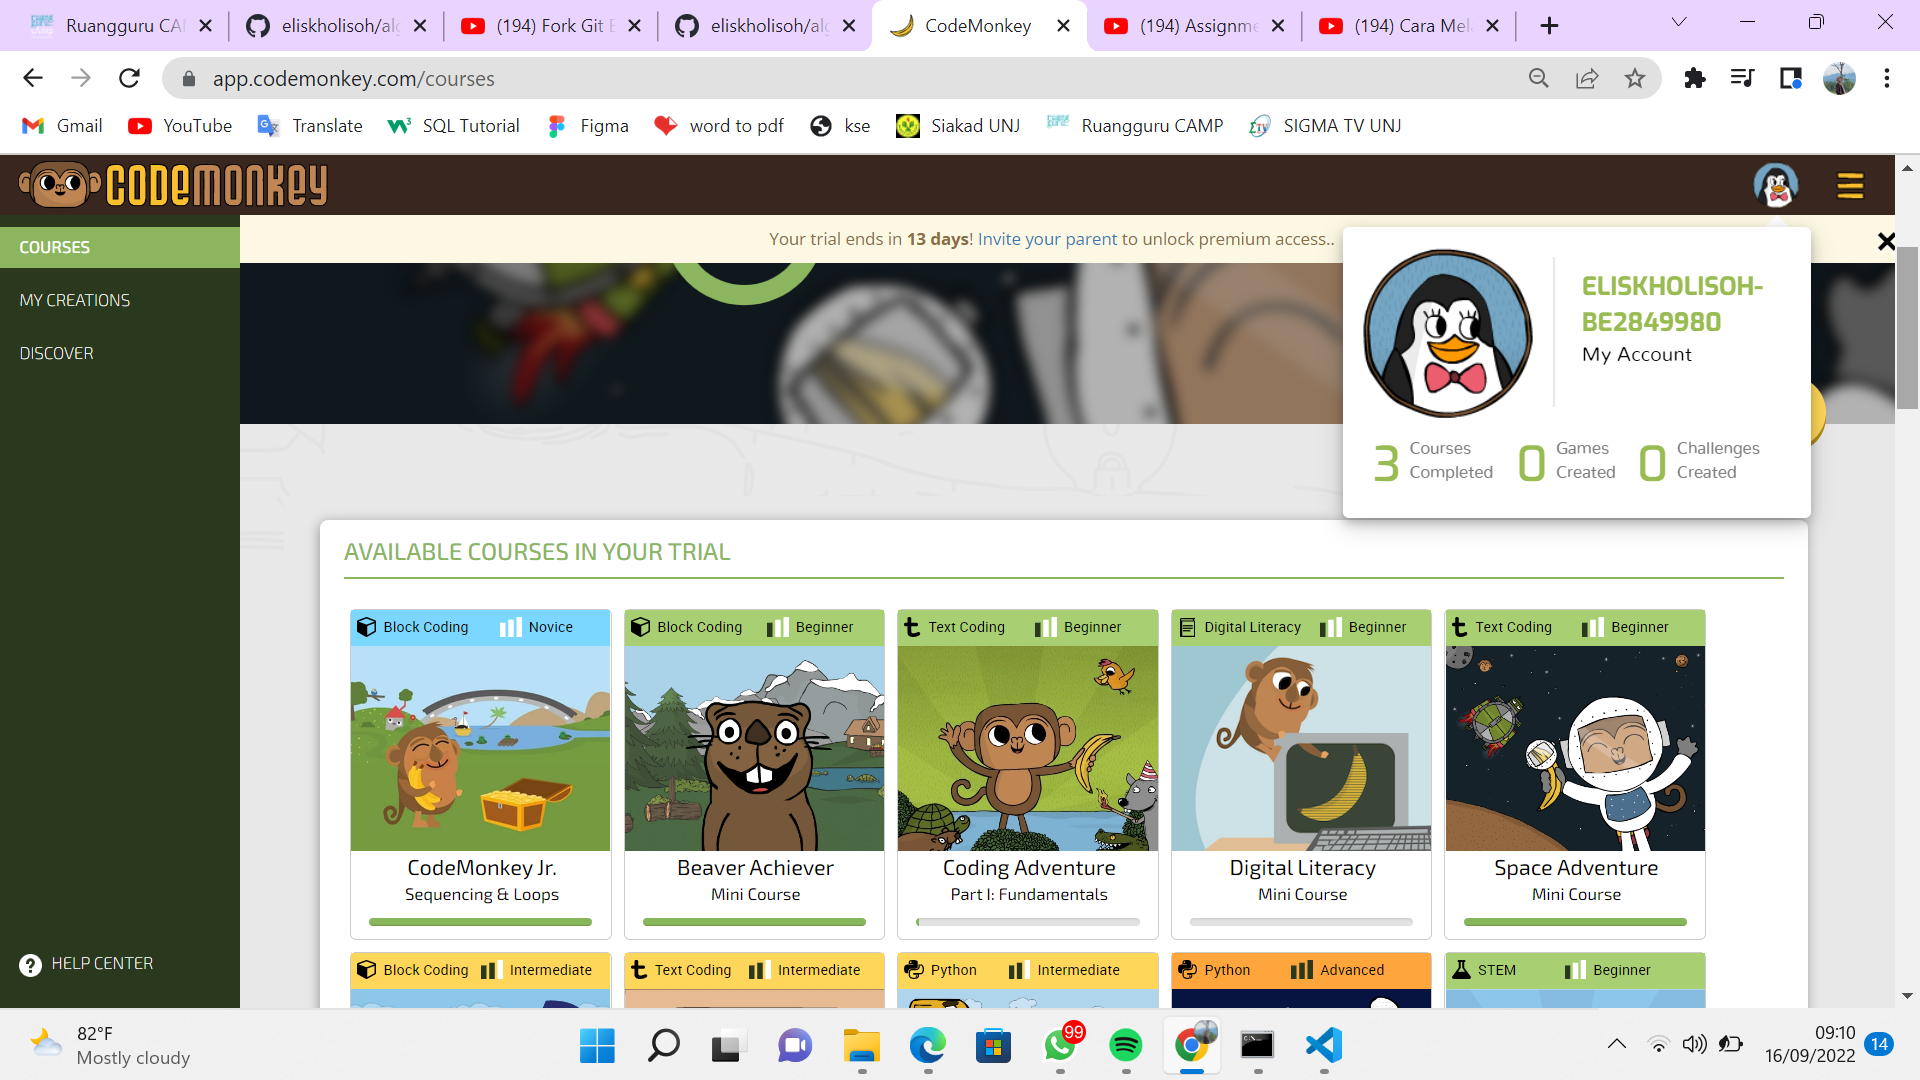 Ruangguru CA
eliskholisoh/alg
(194) Fork Git
eliskholisoh/alg
CodeMonkey
(194) Assignme
(194) Cara Mel
app.codemonkey.com/courses
Gmail
YouTube
Translate
SQL Tutorial
Figma
word to pdf
kse
Siakad UNJ
Ruangguru CAMP
SIGMA TV UNJ
CODEMONKEY
COURSES
MY CREATIONS
DISCOVER
HELP CENTER
Your trial ends in 13 days! Invite your parent to unlock premium access..
ELISKHOLISOH-
BE2849980
My Account
3 Courses Completed
0 Games Created
0 Challenges Created
AVAILABLE COURSES IN YOUR TRIAL
Block Coding Novice
CodeMonkey Jr.
Sequencing & Loops
Block Coding Beginner
Beaver Achiever
Mini Course
Text Coding Beginner
Coding Adventure
Part I: Fundamentals
Digital Literacy Beginner
Digital Literacy
Mini Course
Text Coding Beginner
Space Adventure
Mini Course
Block Coding Intermediate
Text Coding Intermediate
Python Intermediate
Python Advanced
STEM Beginner
82°F
Mostly cloudy
99
09:10
16/09/2022
14